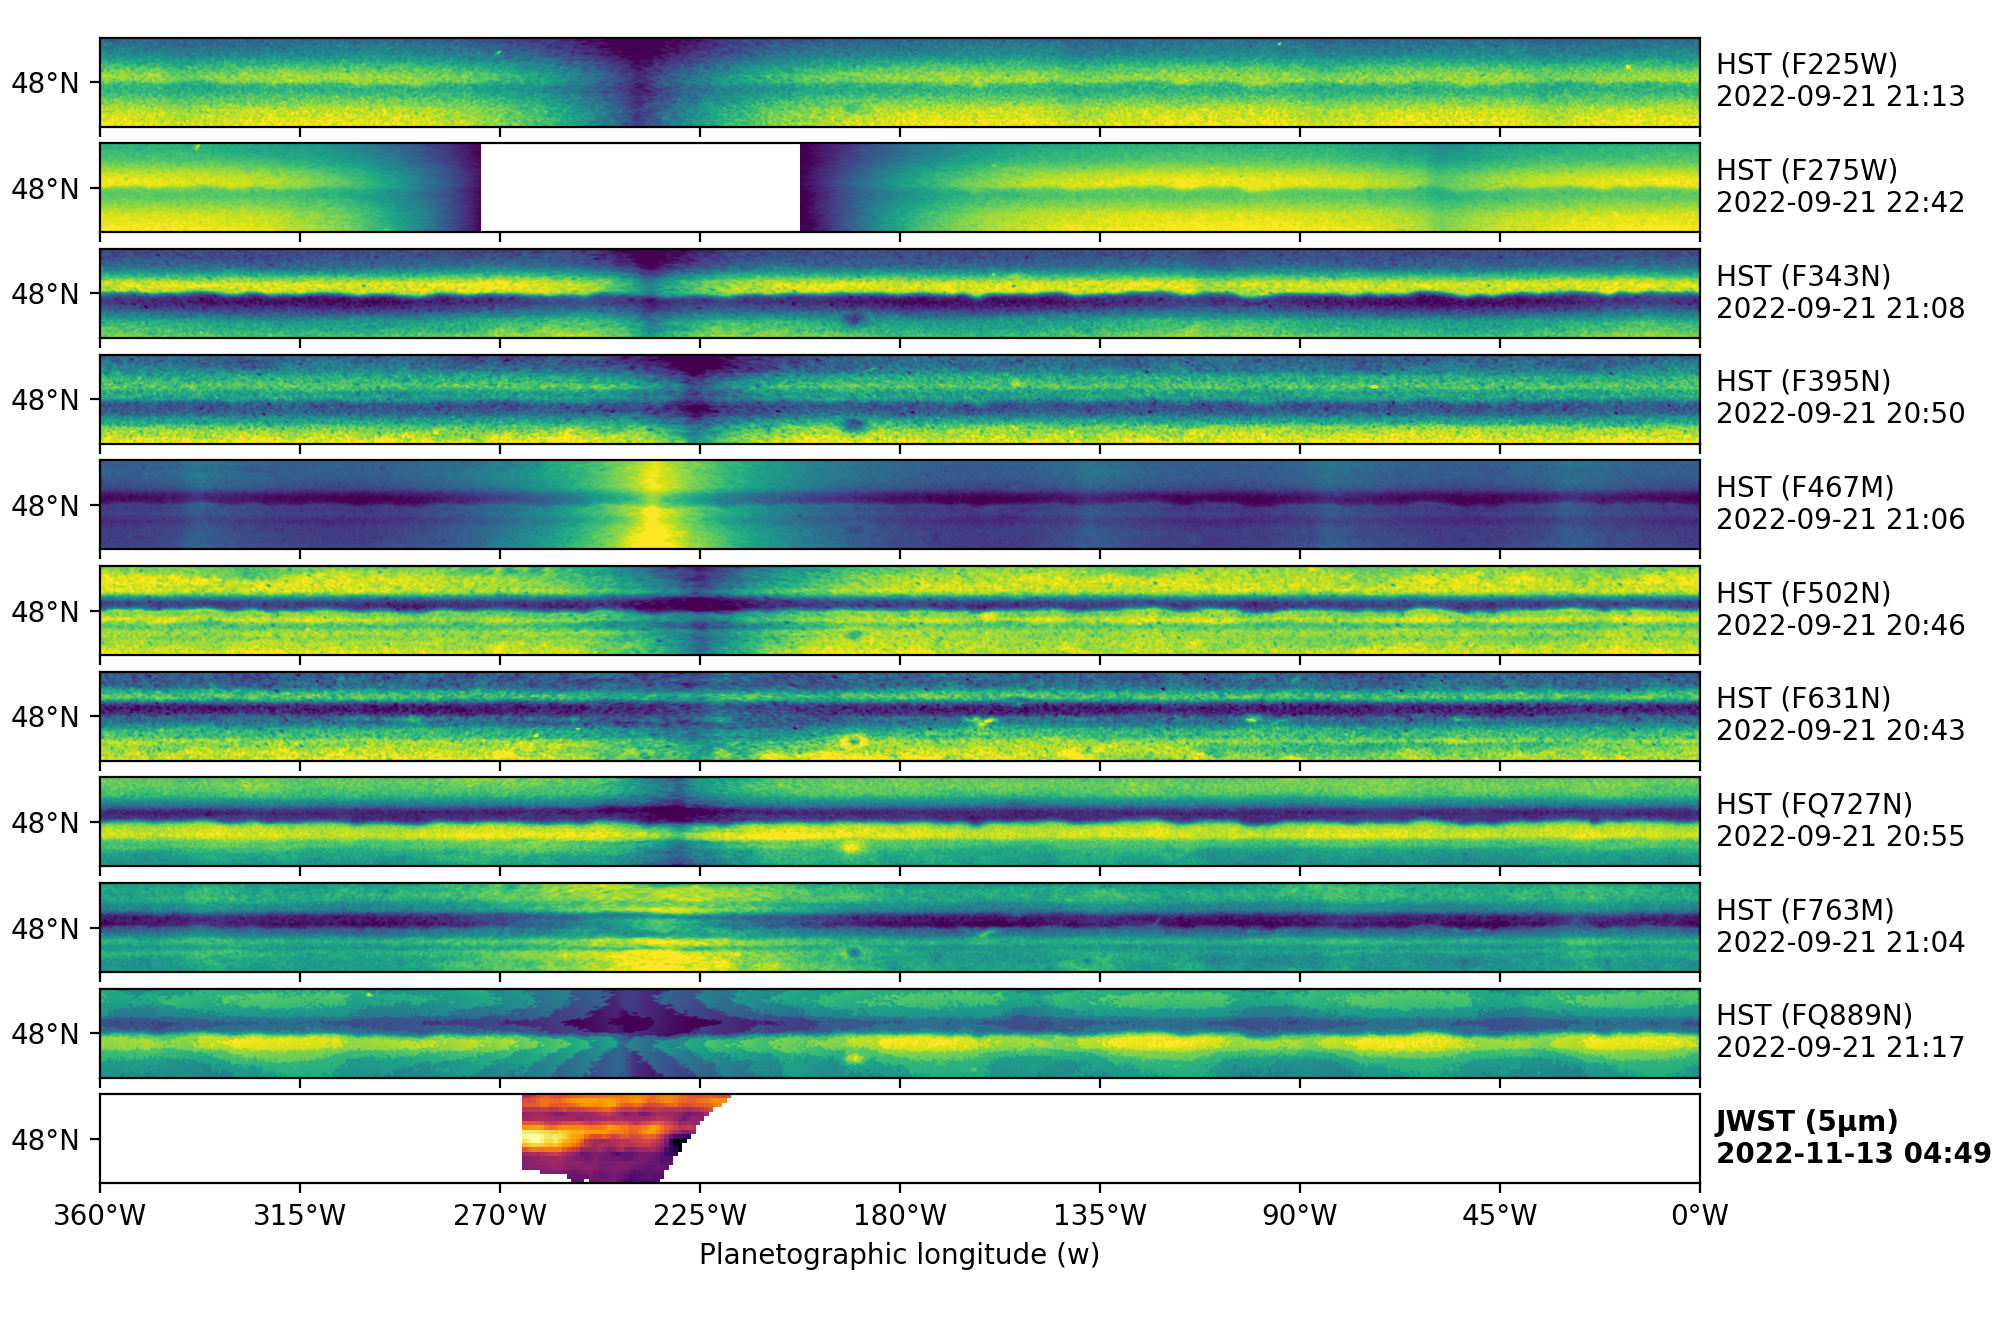 48°N
HST (F225W)
2022-09-21 21:13
48°N
HST (F275W)
2022-09-21 22:42
48°N
HST (F343N)
2022-09-21 21:08
48°N
HST (F395N)
2022-09-21 20:50
48°N
HST (F467M)
2022-09-21 21:06
48°N
HST (F502N)
2022-09-21 20:46
48°N
HST (F631N)
2022-09-21 20:43
48°N
HST (FQ727N)
2022-09-21 20:55
48°N
HST (F763M)
2022-09-21 21:04
48°N
HST (FQ889N)
2022-09-21 21:17
48°N
JWST (5μm)
2022-11-13 04:49
360°W 315°W 270°W 225°W 180°W 135°W 90°W 45°W 0°W
Planetographic longitude (w)